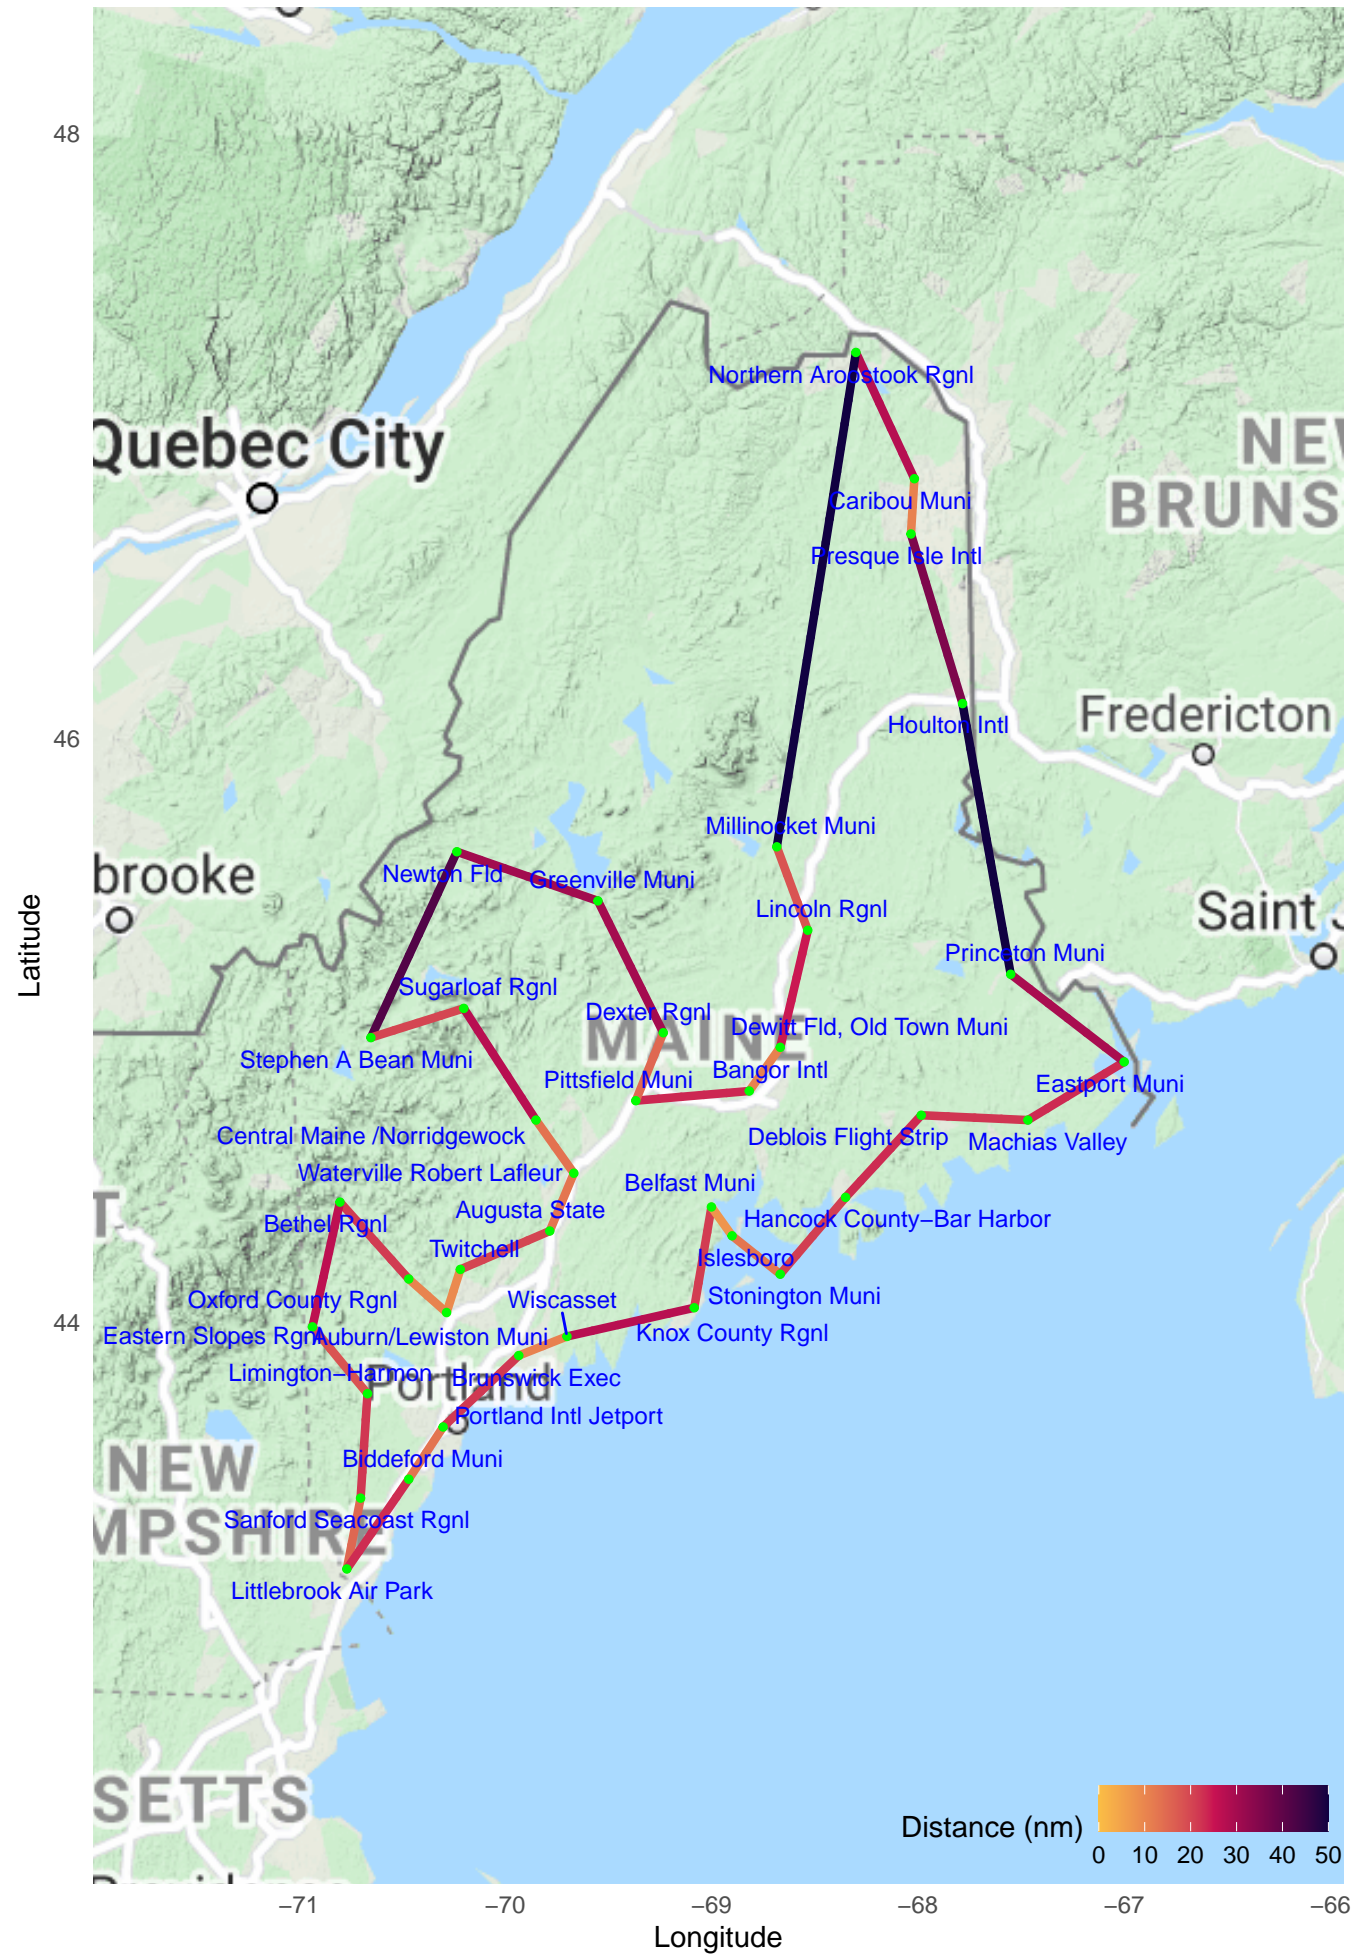 48
Northern Aroostook Rgnl
Quebec City
NEW
BRUNS
Caribou Muni
Presque Isle Intl
Fredericton
Houlton Intl
46
Millinocket Muni
Newton Fld
Greenville Muni
brooke
Lincoln Rgnl
Saint J
Princeton Muni
Latitude
Sugarloaf Rgnl
Dexter Rgnl
Dewitt Fld, Old Town Muni
MAINE
Stephen A Bean Muni
Bangor Intl
Pittsfield Muni
Eastport Muni
Central Maine /Norridgewock
Deblois Flight Strip
Machias Valley
Waterville Robert Lafleur
Belfast Muni
T
Augusta State
Bethel Rgnl
Hancock County−Bar Harbor
Twitchell
Islesboro
Oxford County Rgnl
Wiscasset
Stonington Muni
44
Eastern Slopes Rgnl
Auburn/Lewiston Muni
Knox County Rgnl
Limington−Harmon
Brunswick Exec
Portland
Portland Intl Jetport
Biddeford Muni
NEW
MPSHIRE
Sanford Seacoast Rgnl
Littlebrook Air Park
SETTS
Distance (nm)
0 10 20 30 40 50
−71 −70 −69 −68 −67 −66
Longitude